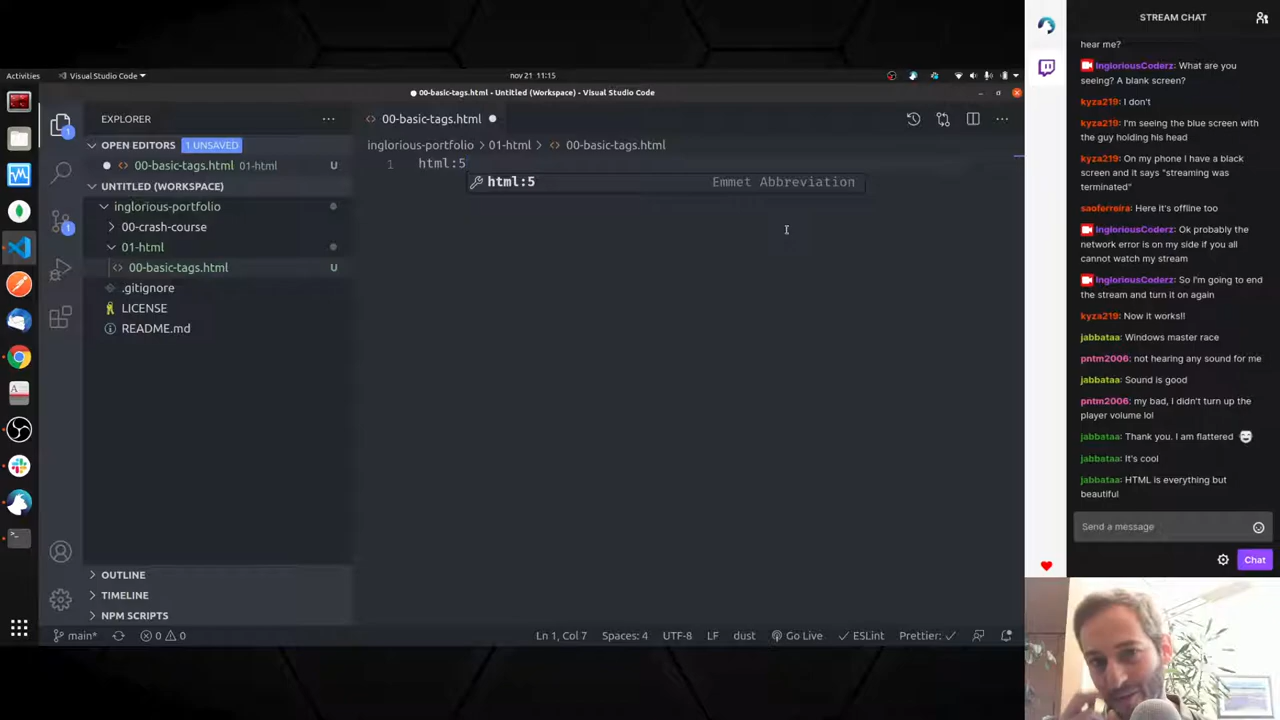 STREAM CHAT
hear me?
IngloriousCoderz: What are you
seeing? A blank screen?
kyza219: I don't
kyza219: I'm seeing the blue screen with
the guy holding his head
kyza219: On my phone I have a black
screen and it says "streaming was
terminated"
saoferreira: Here it's offline too
IngloriousCoderz: Ok probably the
network error is on my side if you all
cannot watch my stream
IngloriousCoderz: So I'm going to end
the stream and turn it on again
kyza219: Now it works!!
jabbataa: Windows master race
pntm2006: not hearing any sound for me
jabbataa: Sound is good
pntm2006: my bad, I didn't turn up the
player volume lol
jabbataa: Thank you. I am flattered
jabbataa: It's cool
jabbataa: HTML is everything but
beautiful
Send a message
Chat
Activities
Visual Studio Code
nov 21 11:15
● 00-basic-tags.html - Untitled (Workspace) - Visual Studio Code
EXPLORER
OPEN EDITORS 1 UNSAVED
00-basic-tags.html 01-html U
UNTITLED (WORKSPACE)
inglorious-portfolio
00-crash-course
01-html
00-basic-tags.html U
.gitignore
LICENSE
README.md
OUTLINE
TIMELINE
NPM SCRIPTS
1
1
00-basic-tags.html
inglorious-portfolio > 01-html > 00-basic-tags.html
1 html:5
html:5 Emmet Abbreviation
main* 0 0
Ln 1, Col 7 Spaces: 4 UTF-8 LF dust Go Live ESLint Prettier: ✓